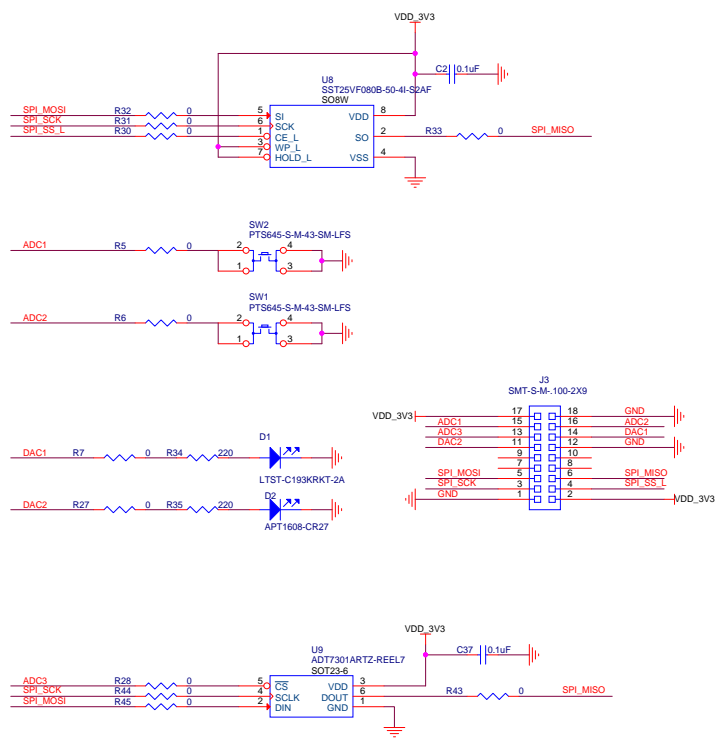 VDD_3V3
C2 0.1uF
U8
SST25VF080B-50-4I-S2AF
SO8W
SPI_MOSI R32 0 5 SI VDD 8
SPI_SCK R31 0 6 SCK
SPI_SS_L R30 0 1 CE_L SO 2 R33 0 SPI_MISO
3 WP_L
7 HOLD_L VSS 4
SW2
PTS645-S-M-43-SM-LFS
ADC1 R5 0 2 4
1 3
SW1
PTS645-S-M-43-SM-LFS
ADC2 R6 0 2 4
1 3
J3
SMT-S-M-.100-2X9
VDD_3V3 17 18 GND
ADC1 15 16 ADC2
ADC3 13 14 DAC1
DAC2 11 12 GND
9 10
7 8
SPI_MOSI 5 6 SPI_MISO
SPI_SCK 3 4 SPI_SS_L
GND 1 2 VDD_3V3
D1
DAC1 R7 0 R34 220
LTST-C193KRKT-2A
D2
DAC2 R27 0 R35 220
APT1608-CR27
VDD_3V3
C37 0.1uF
U9
ADT7301ARTZ-REEL7
SOT23-6
ADC3 R28 0 5 CS VDD 3
SPI_SCK R44 0 4 SCLK DOUT 6 R43 0 SPI_MISO
SPI_MOSI R45 0 2 DIN GND 1